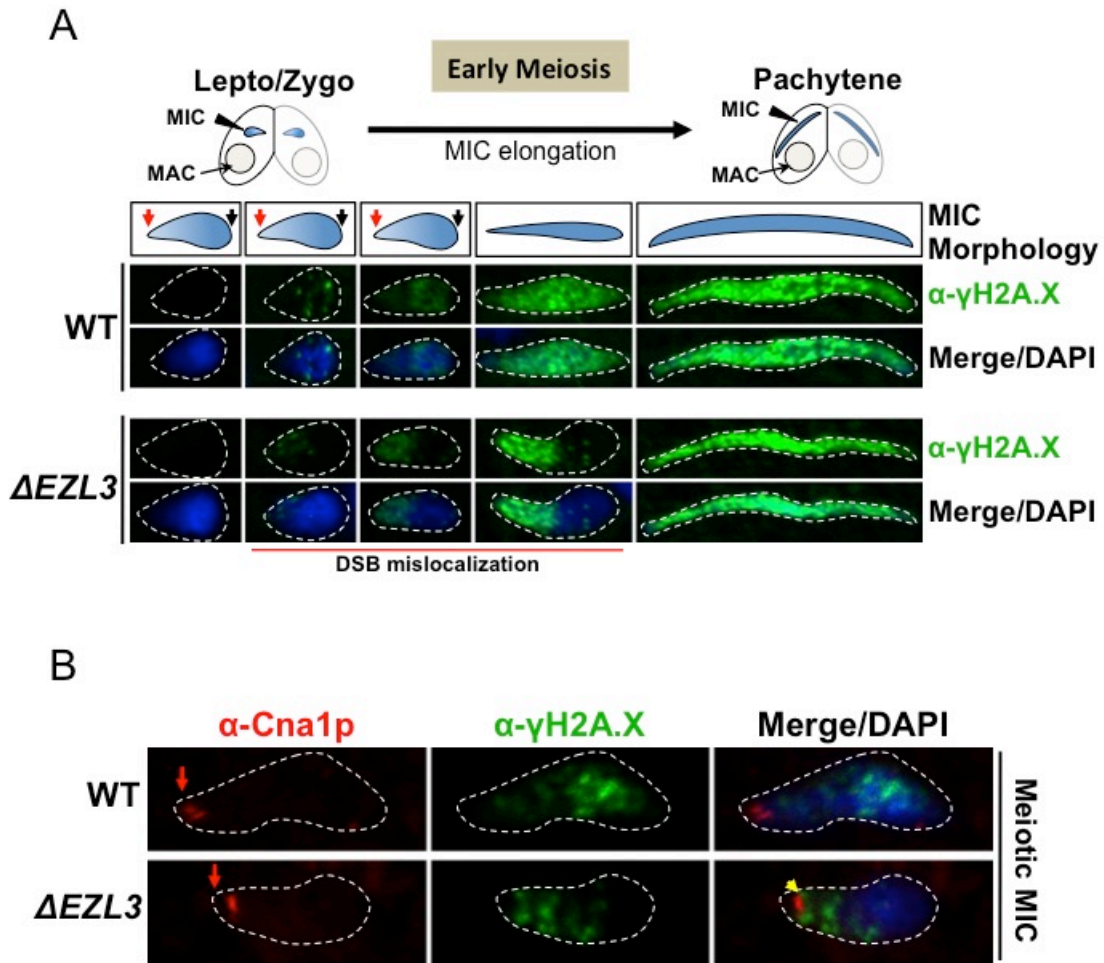 A
Early Meiosis
Lepto/Zygo
Pachytene
MIC
MIC
MIC elongation
MAC
MAC
MIC
Morphology
WT
α-γH2A.X
Merge/DAPI
ΔEZL3
α-γH2A.X
Merge/DAPI
DSB mislocalization
B
α-Cna1p
α-γH2A.X
Merge/DAPI
WT
ΔEZL3
Meiotic MIC